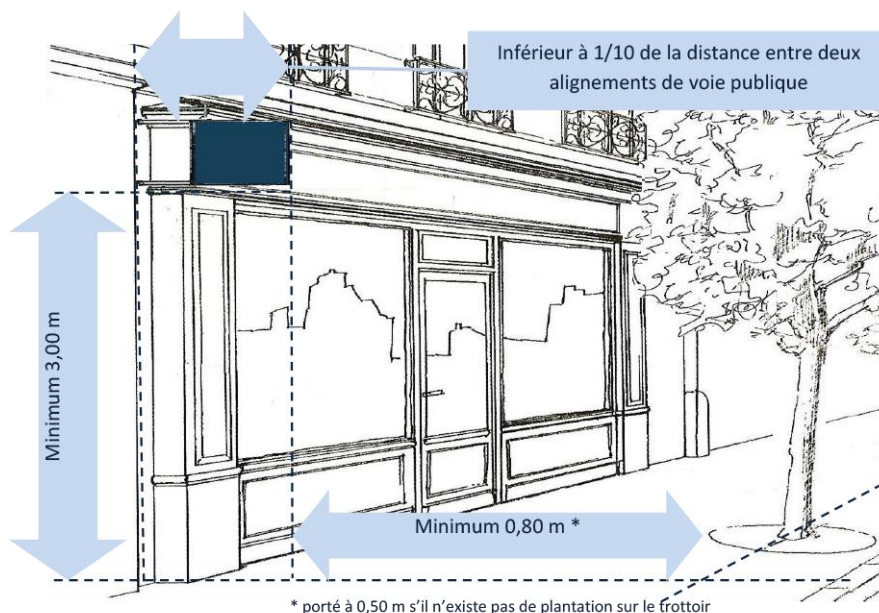 Inférieur à 1/10 de la distance entre deux
alignements de voie publique
Minimum 3,00 m
Minimum 0,80 m *
* porté à 0,50 m s’il n’existe pas de plantation sur le trottoir